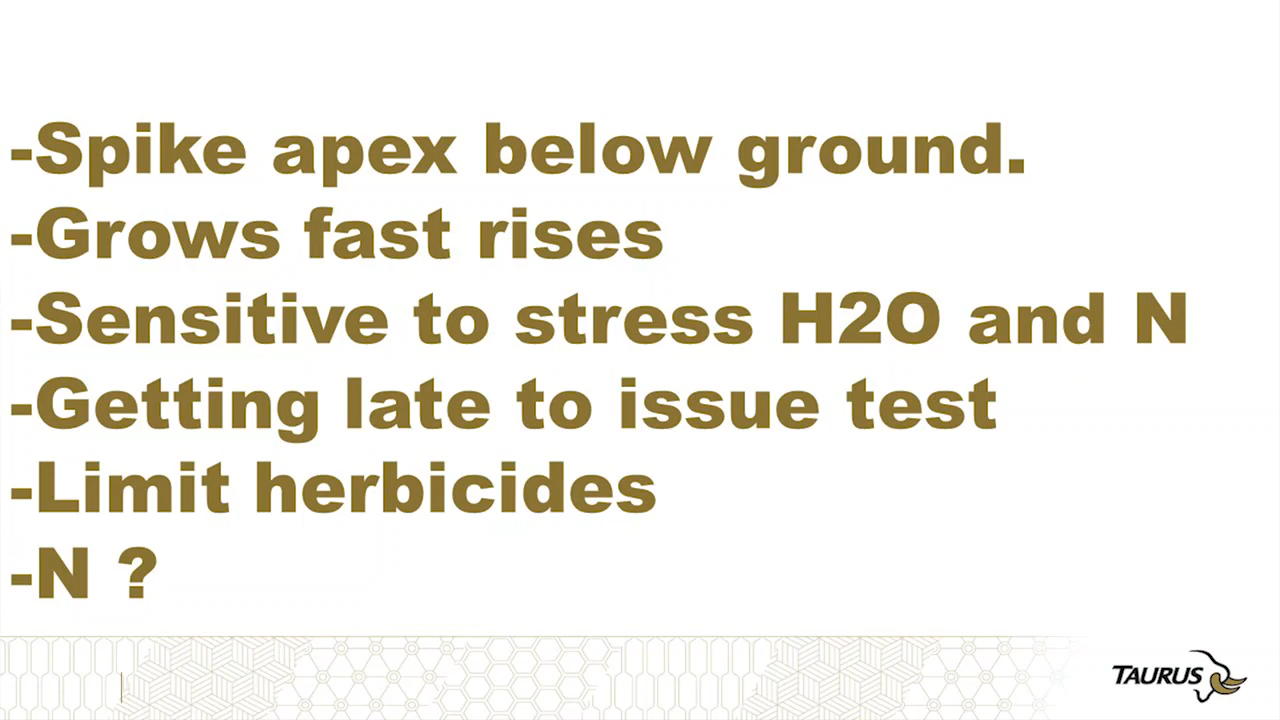 -Spike apex below ground.
-Grows fast rises
-Sensitive to stress H2O and N
-Getting late to issue test
-Limit herbicides
-N ?
TAURUS